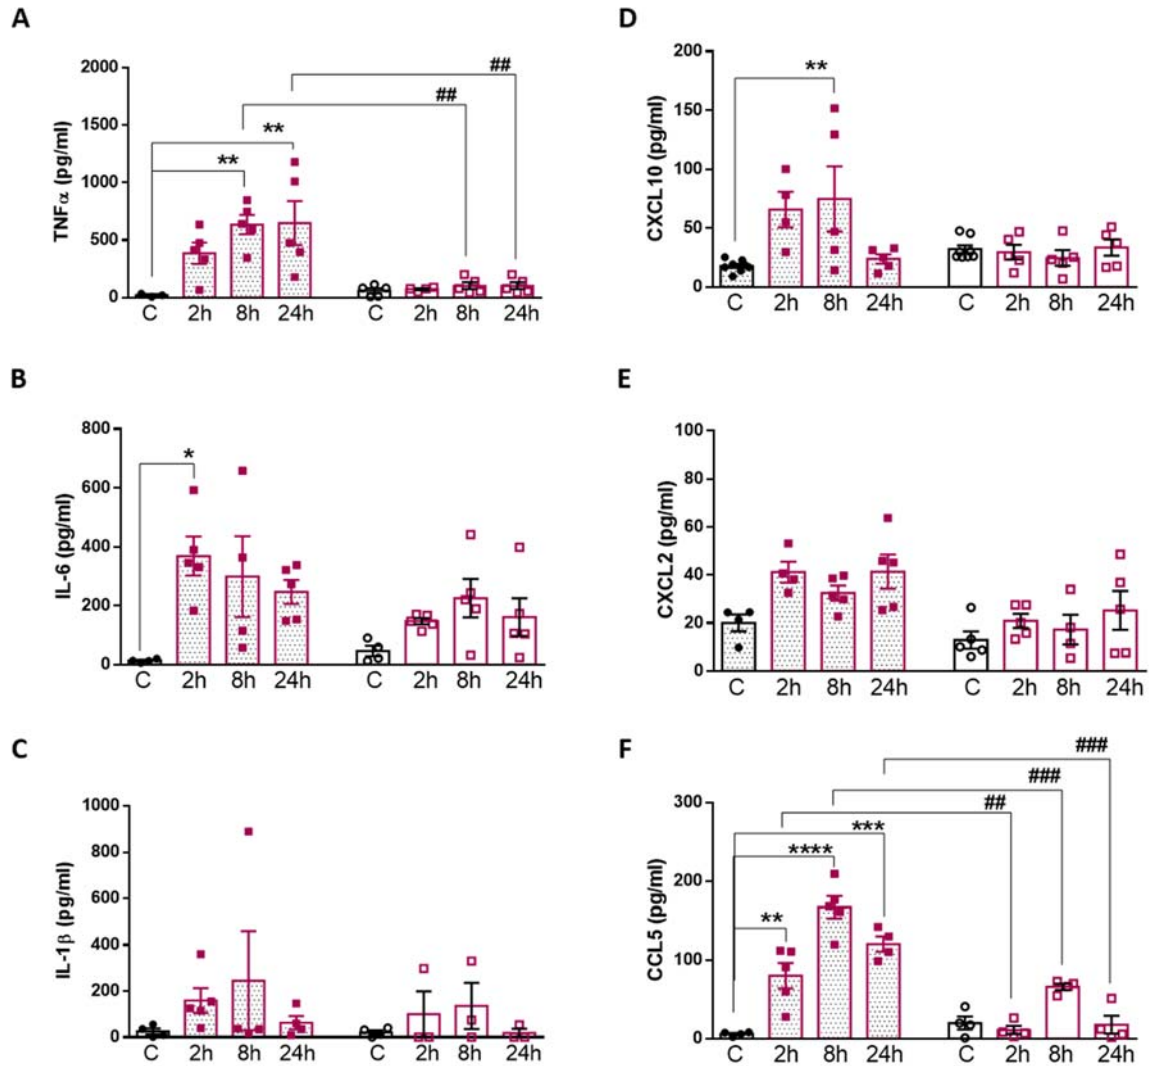 A
TNFα (pg/ml)
2000
1500
1000
500
0
##
##
**
**
C 2h 8h 24h C 2h 8h 24h
B
IL-6 (pg/ml)
800
600
400
200
0
*
C 2h 8h 24h C 2h 8h 24h
C
IL-1β (pg/ml)
1000
800
600
400
200
0
C 2h 8h 24h C 2h 8h 24h
D
CXCL10 (pg/ml)
200
150
100
50
0
**
C 2h 8h 24h C 2h 8h 24h
E
CXCL2 (pg/ml)
100
80
60
40
20
0
C 2h 8h 24h C 2h 8h 24h
F
CCL5 (pg/ml)
300
200
100
0
###
###
##
***
****
**
C 2h 8h 24h C 2h 8h 24h